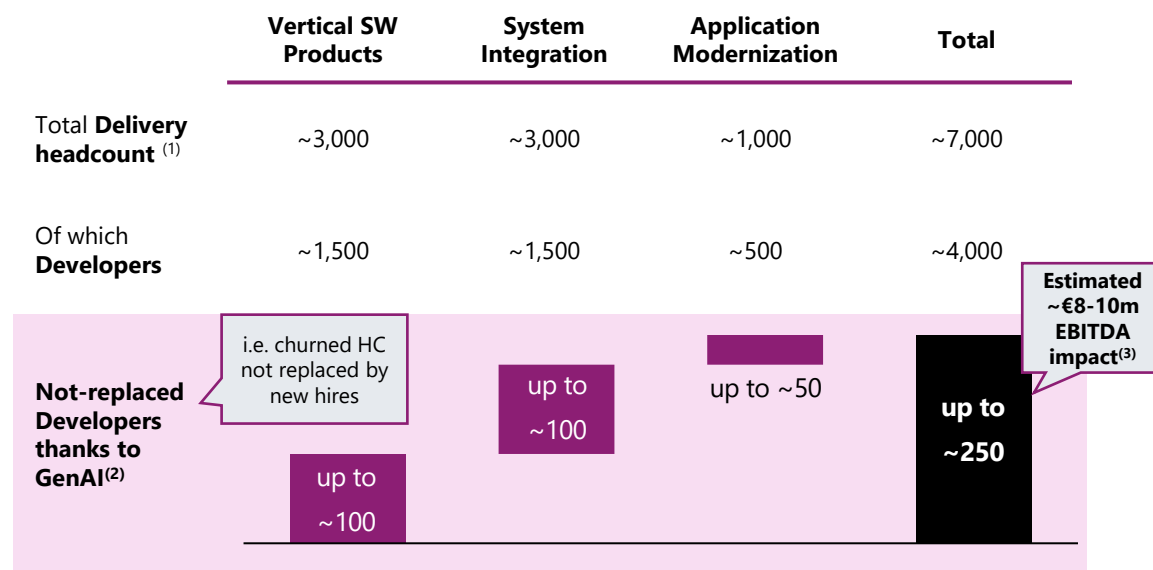 Vertical SW
Products
System
Integration
Application
Modernization
Total
Total Delivery
headcount (1)
~3,000
~3,000
~1,000
~7,000
Of which
Developers
~1,500
~1,500
~500
~4,000
Estimated
~€8-10m
EBITDA
impact(3)
Not-replaced
Developers
thanks to
GenAI(2)
i.e. churned HC
not replaced by
new hires
up to
~100
up to
~100
up to ~50
up to
~250